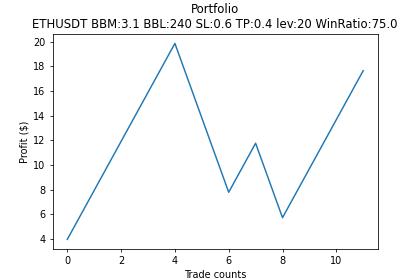 Portfolio
ETHUSDT BBM:3.1 BBL:240 SL:0.6 TP:0.4 lev:20 WinRatio:75.0
20
18
16
14
12
10
8
6
4
Profit ($)
0 2 4 6 8 10
Trade counts